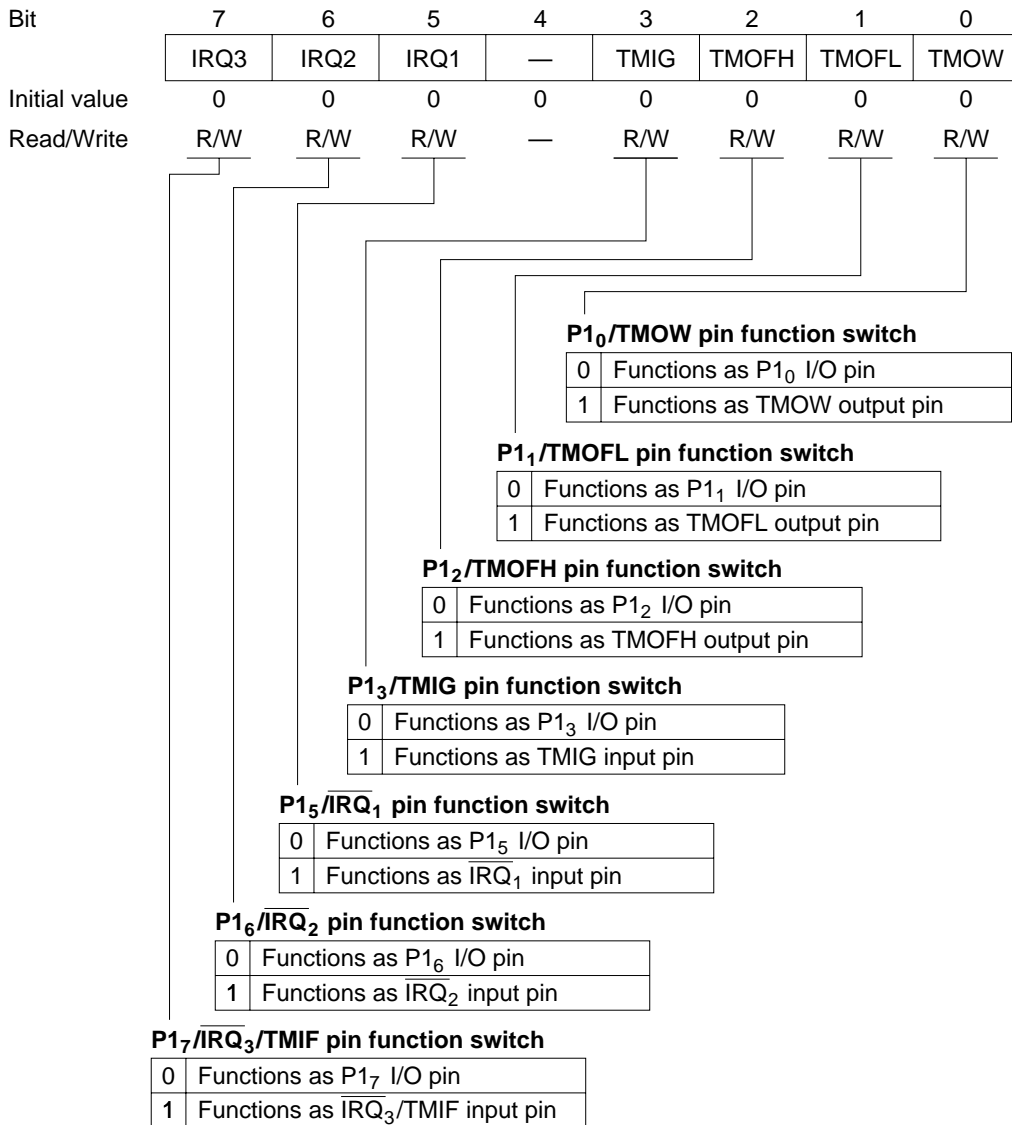 Bit 7 6 5 4 3 2 1 0
IRQ3 IRQ2 IRQ1 — TMIG TMOFH TMOFL TMOW
Initial value 0 0 0 0 0 0 0 0
Read/Write R/W R/W R/W — R/W R/W R/W R/W
P1₀/TMOW pin function switch
0 Functions as P1₀ I/O pin
1 Functions as TMOW output pin
P1₁/TMOFL pin function switch
0 Functions as P1₁ I/O pin
1 Functions as TMOFL output pin
P1₂/TMOFH pin function switch
0 Functions as P1₂ I/O pin
1 Functions as TMOFH output pin
P1₃/TMIG pin function switch
0 Functions as P1₃ I/O pin
1 Functions as TMIG input pin
P1₅/I̅R̅Q̅₁ pin function switch
0 Functions as P1₅ I/O pin
1 Functions as I̅R̅Q̅₁ input pin
P1₆/I̅R̅Q̅₂ pin function switch
0 Functions as P1₆ I/O pin
1 Functions as I̅R̅Q̅₂ input pin
P1₇/I̅R̅Q̅₃/TMIF pin function switch
0 Functions as P1₇ I/O pin
1 Functions as I̅R̅Q̅₃/TMIF input pin